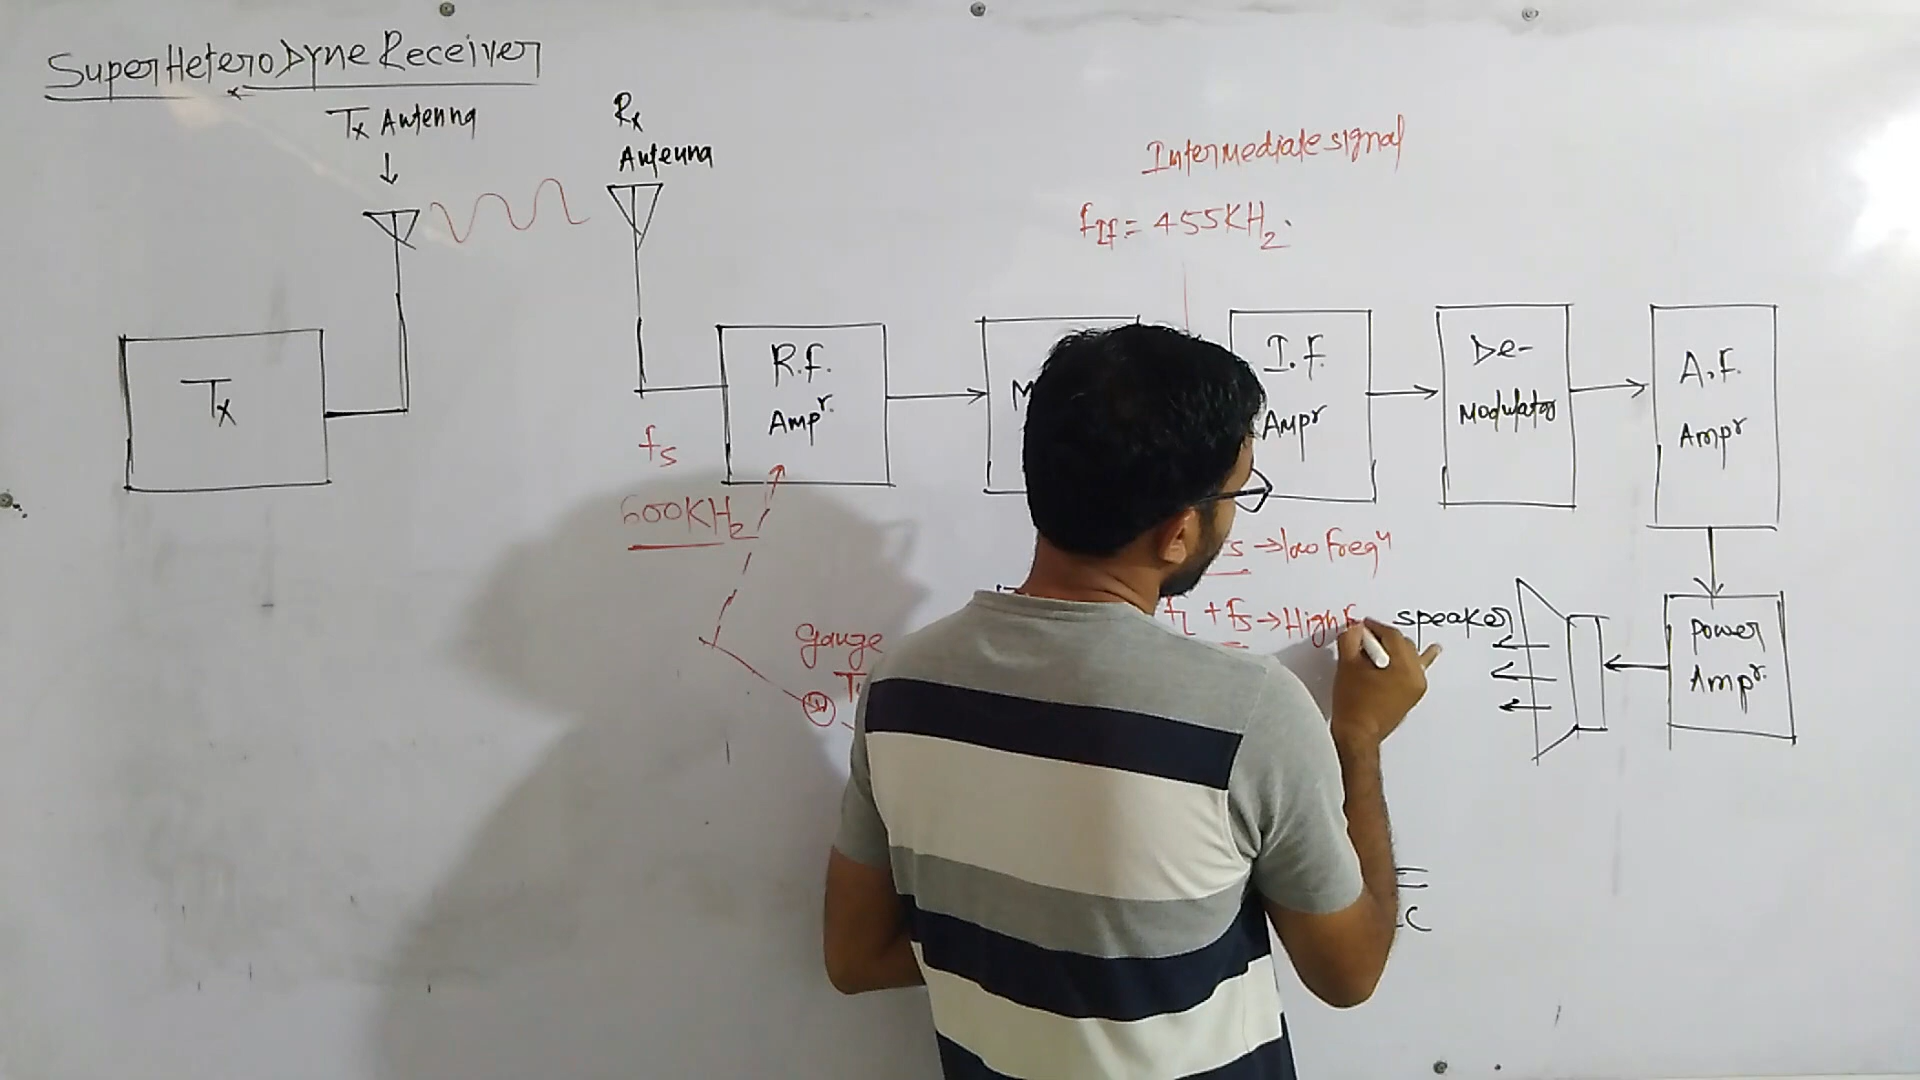 SuperHeteroDyne Receiver
Tx Antenna
Rx
Antenna
Intermediate signal
fIf = 455KHz.
Tx
R.f.
Ampr.
M
I.F.
Ampr
De-
Modulator
A.F.
Ampr
fs
600KHz
s → low freqy
fL + fs → High f
speaker
Power
Ampr.
Gauge
T
C